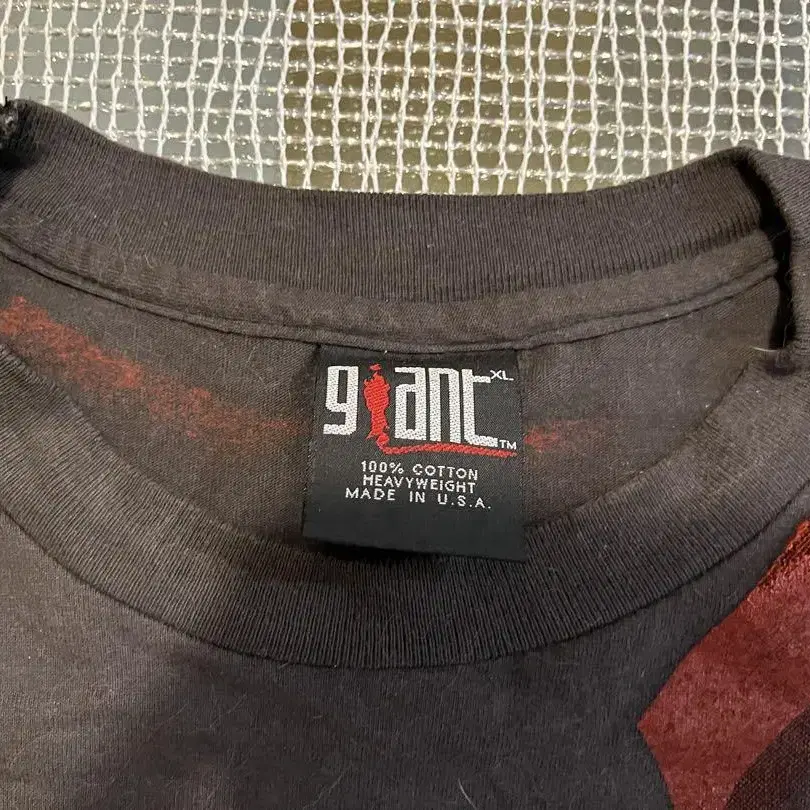 giant XL
TM
100% COTTON
HEAVYWEIGHT
MADE IN U.S.A.